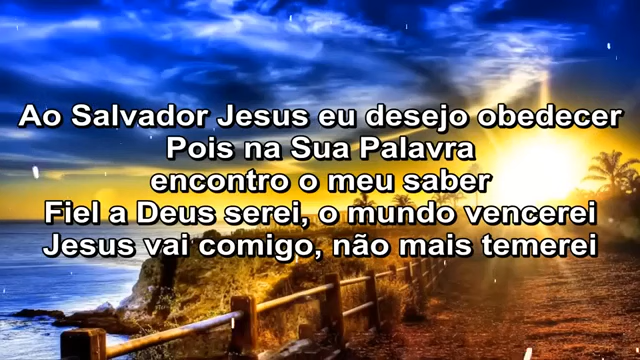 Ao Salvador Jesus eu desejo obedecer
Pois na Sua Palavra
encontro o meu saber
Fiel a Deus serei, o mundo vencerei
Jesus vai comigo, não mais temerei